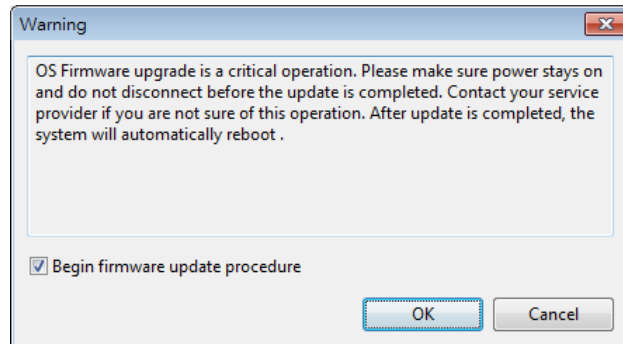 Warning
OS Firmware upgrade is a critical operation. Please make sure power stays on
and do not disconnect before the update is completed. Contact your service
provider if you are not sure of this operation. After update is completed, the
system will automatically reboot .
Begin firmware update procedure
OK
Cancel